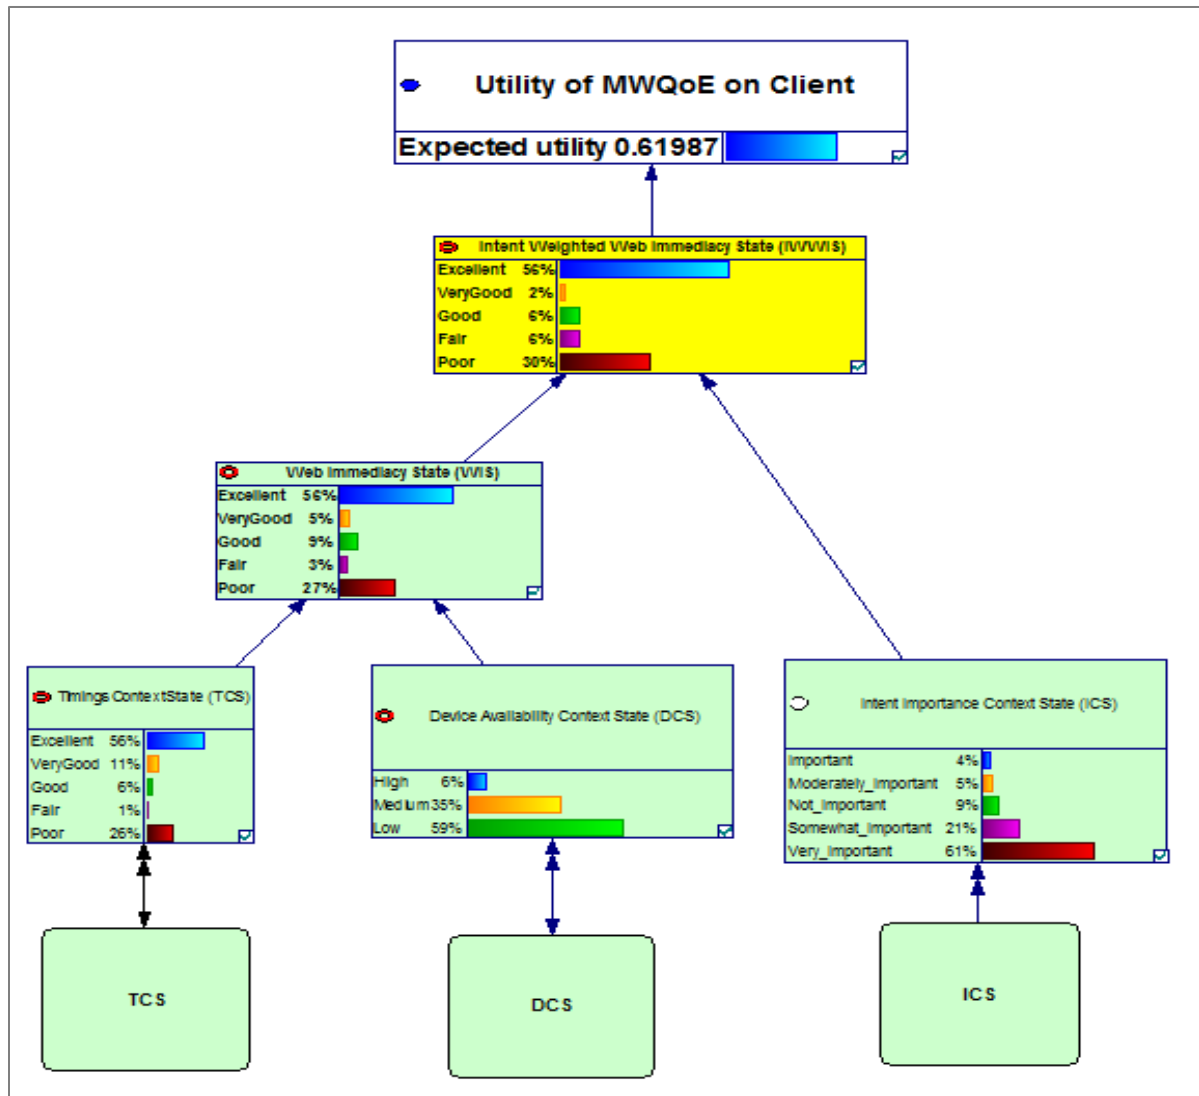 Utility of MWQoE on Client
Expected utility 0.61987
Intent Weighted Web Immediacy State (IWWIS)
Excellent 56%
VeryGood 2%
Good 6%
Fair 6%
Poor 30%
Web Immediacy State (WIS)
Excellent 56%
VeryGood 5%
Good 9%
Fair 3%
Poor 27%
Timings ContextState (TCS)
Excellent 56%
VeryGood 11%
Good 6%
Fair 1%
Poor 26%
Device Availability Context State (DCS)
High 6%
Medium 35%
Low 59%
Intent Importance Context State (ICS)
Important 4%
Moderately_Important 5%
Not_Important 9%
Somewhat_Important 21%
Very_Important 61%
TCS
DCS
ICS